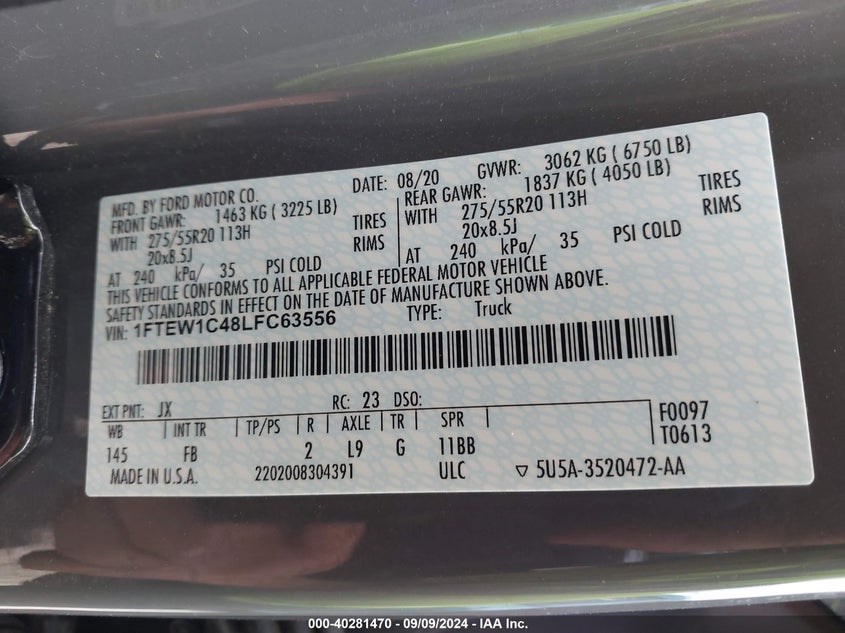 MFD. BY FORD MOTOR CO.
DATE: 08/20
GVWR: 3062 KG ( 6750 LB)
FRONT GAWR: 1463 KG ( 3225 LB)
WITH 275/55R20 113H TIRES
20x8.5J RIMS
AT 240 kPa/ 35 PSI COLD
REAR GAWR: 1837 KG ( 4050 LB)
WITH 275/55R20 113H TIRES
20x8.5J RIMS
AT 240 kPa/ 35 PSI COLD
THIS VEHICLE CONFORMS TO ALL APPLICABLE FEDERAL MOTOR VEHICLE
SAFETY STANDARDS IN EFFECT ON THE DATE OF MANUFACTURE SHOWN ABOVE.
VIN: 1FTEW1C48LFC63556 TYPE: Truck
EXT PNT: JX RC: 23 DSO:
WB INT TR TP/PS R AXLE TR SPR F0097
145 FB 2 L9 G 11BB T0613
MADE IN U.S.A. 2202008304391 ULC ▽ 5U5A-3520472-AA
000-40281470 - 09/09/2024 - IAA Inc.